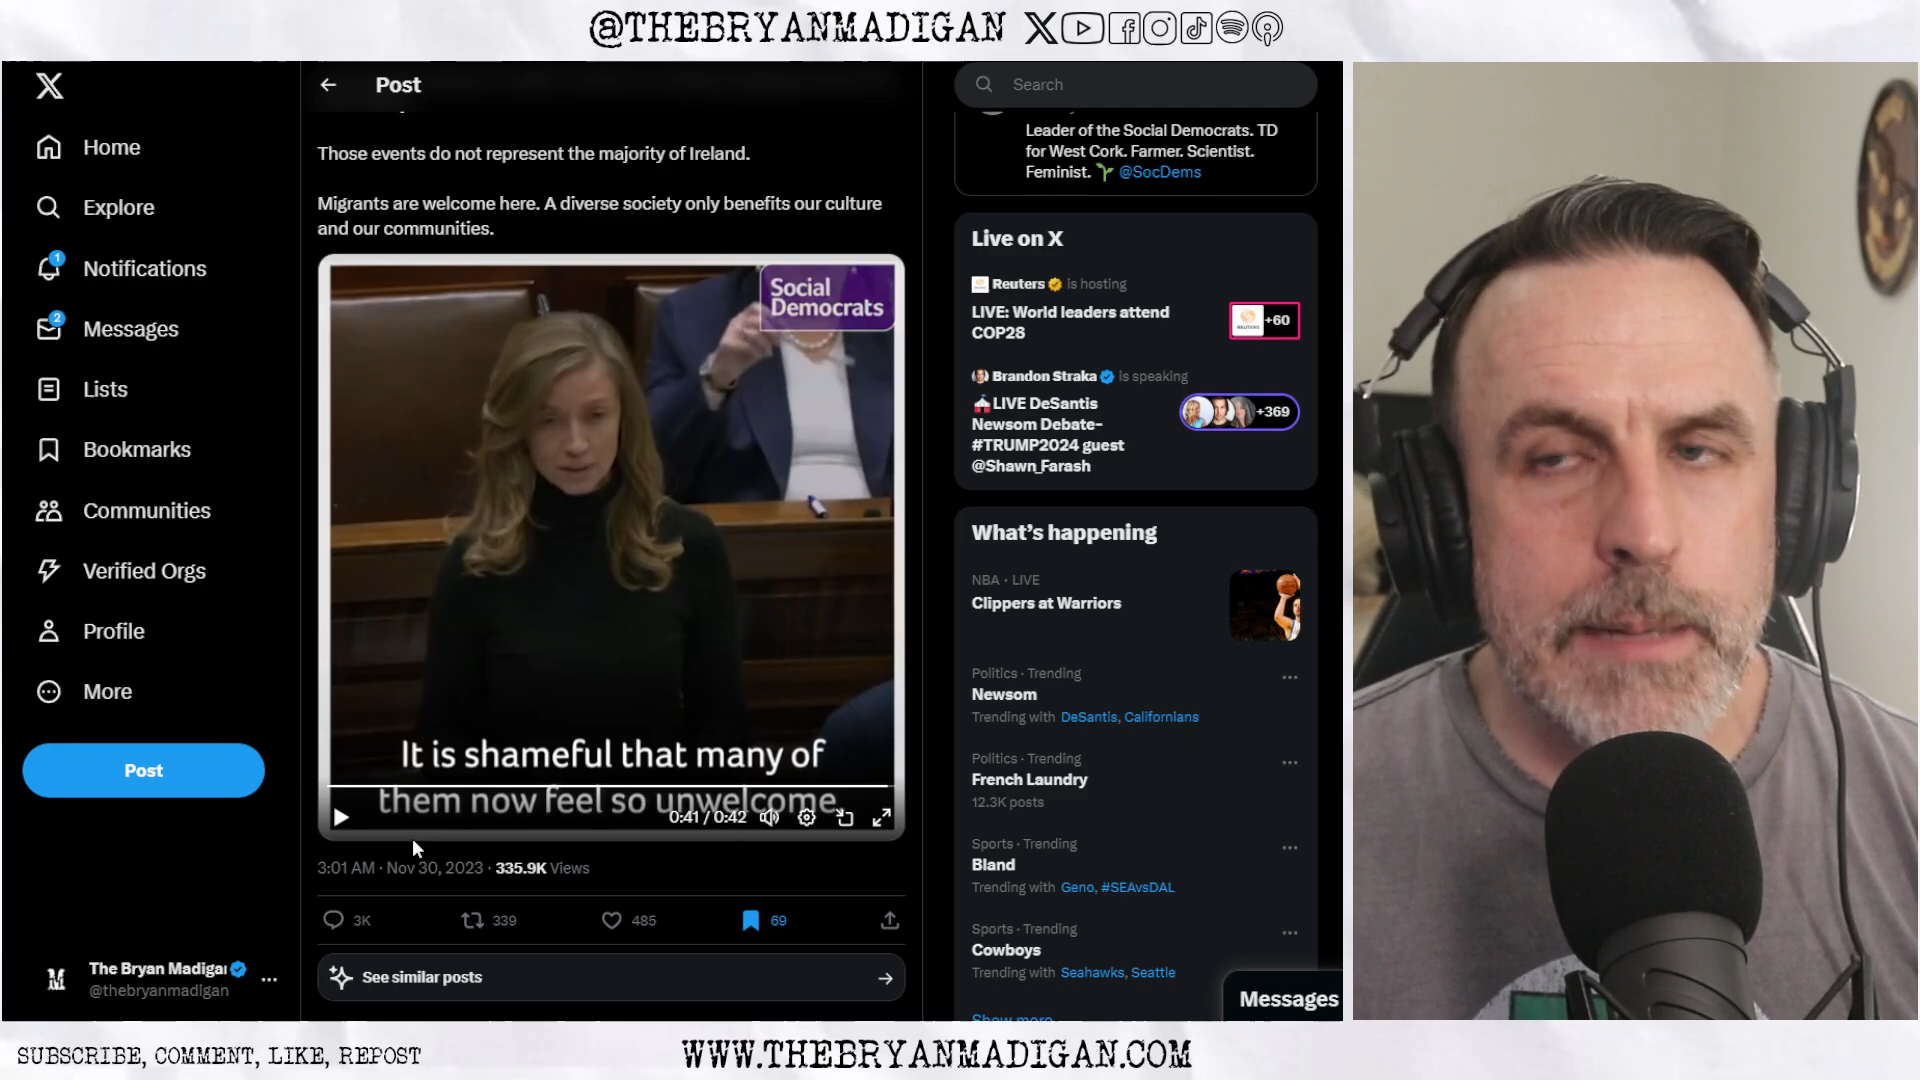 @THEBRYANMADIGAN
Post
Search
Home
Explore
Notifications
1
Messages
2
Lists
Bookmarks
Communities
Verified Orgs
Profile
More
Post
The Bryan Madigar
@thebryanmadigan
Those events do not represent the majority of Ireland.
Migrants are welcome here. A diverse society only benefits our culture
and our communities.
Social
Democrats
It is shameful that many of
them now feel so unwelcome.
0:41 / 0:42
3:01 AM · Nov 30, 2023 · 335.9K Views
3K
339
485
69
See similar posts
Leader of the Social Democrats. TD
for West Cork. Farmer. Scientist.
Feminist. @SocDems
Live on X
Reuters is hosting
LIVE: World leaders attend
COP28
REUTERS
+60
Brandon Straka is speaking
LIVE DeSantis
Newsom Debate-
#TRUMP2024 guest
@Shawn_Farash
+369
What's happening
NBA · LIVE
Clippers at Warriors
Politics · Trending
Newsom
Trending with DeSantis, Californians
Politics · Trending
French Laundry
12.3K posts
Sports · Trending
Bland
Trending with Geno, #SEAvsDAL
Sports · Trending
Cowboys
Trending with Seahawks, Seattle
Show more
Messages
SUBSCRIBE, COMMENT, LIKE, REPOST
WWW.THEBRYANMADIGAN.COM